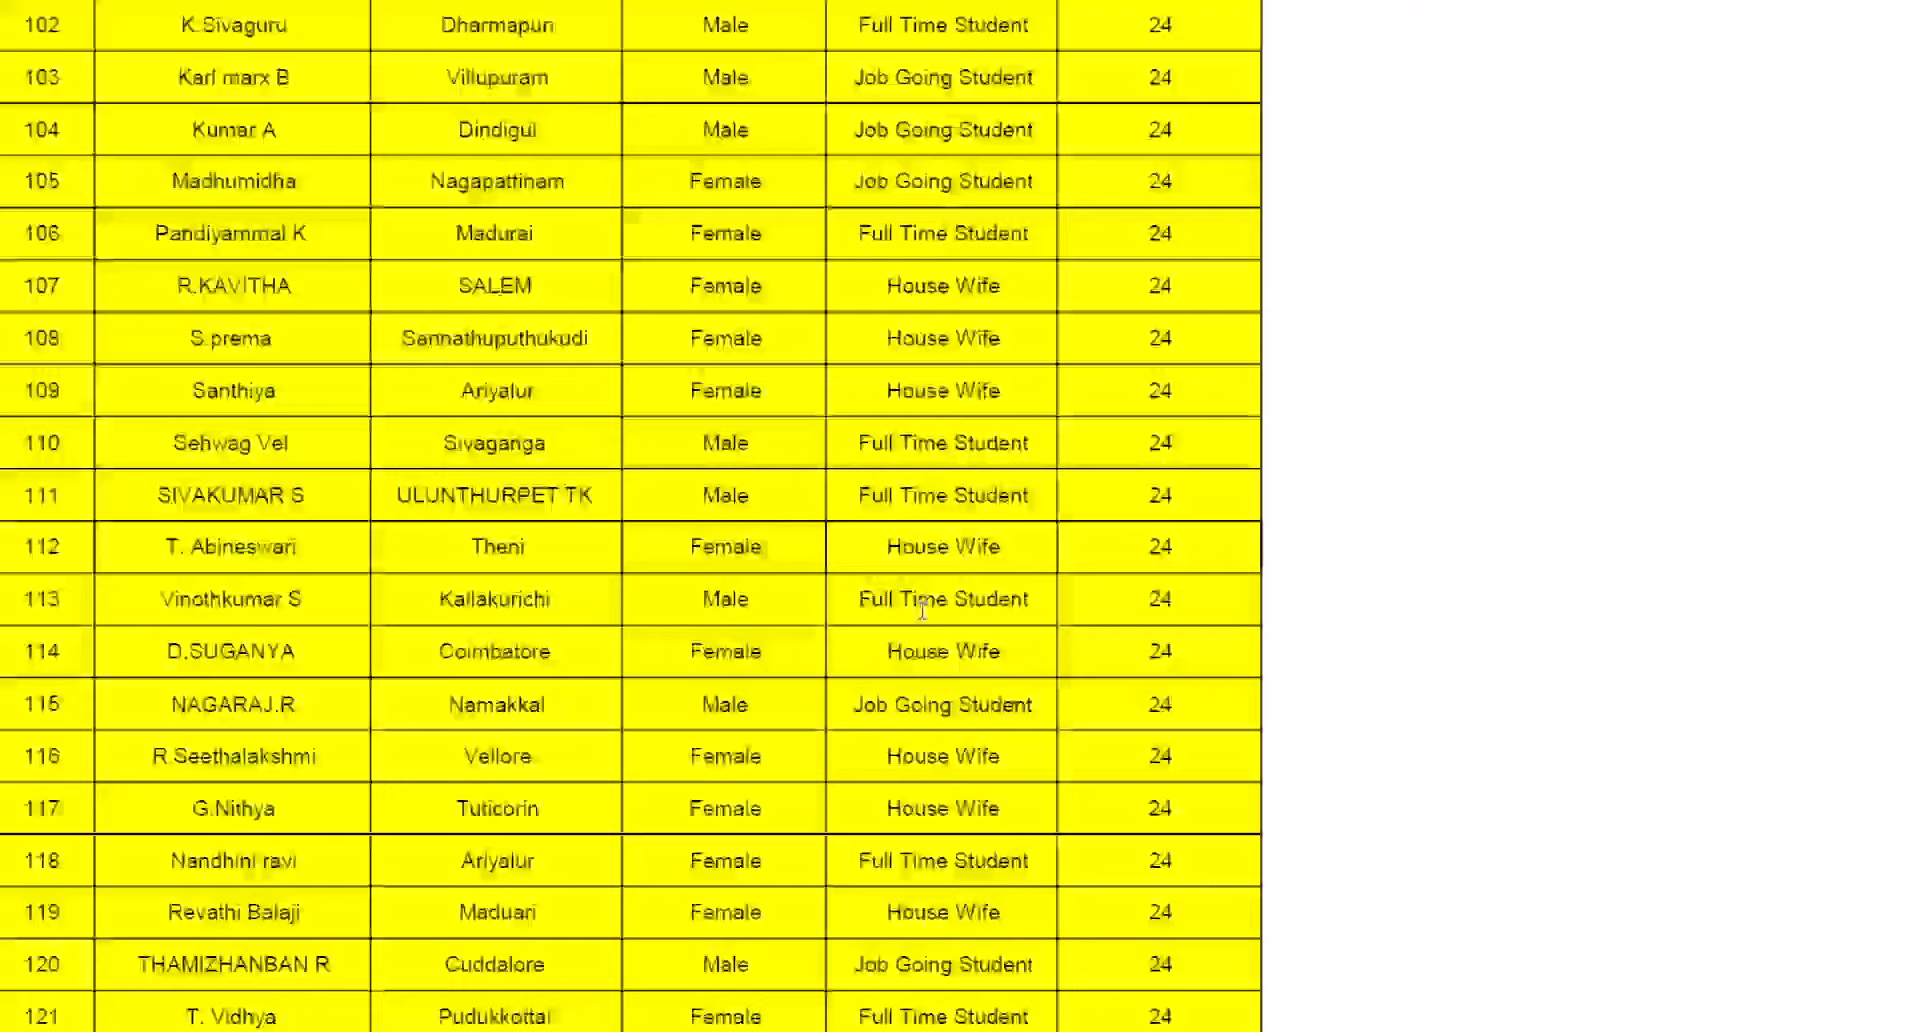 102 K.Sivaguru Dharmapuri Male Full Time Student 24
103 Karl marx B Villupuram Male Job Going Student 24
104 Kumar A Dindigul Male Job Going Student 24
105 Madhumidha Nagapattinam Female Job Going Student 24
106 Pandiyammal K Madurai Female Full Time Student 24
107 R.KAVITHA SALEM Female House Wife 24
108 S.prema Sannathuputhukudi Female House Wife 24
109 Santhiya Ariyalur Female House Wife 24
110 Sehwag Vel Sivaganga Male Full Time Student 24
111 SIVAKUMAR S ULUNTHURPET TK Male Full Time Student 24
112 T. Abineswari Theni Female House Wife 24
113 Vinothkumar S Kallakurichi Male Full Time Student 24
114 D.SUGANYA Coimbatore Female House Wife 24
115 NAGARAJ.R Namakkal Male Job Going Student 24
116 R.Seethalakshmi Vellore Female House Wife 24
117 G.Nithya Tuticorin Female House Wife 24
118 Nandhini ravi Ariyalur Female Full Time Student 24
119 Revathi Balaji Maduari Female House Wife 24
120 THAMIZHANBAN R Cuddalore Male Job Going Student 24
121 T. Vidhya Pudukkottai Female Full Time Student 24